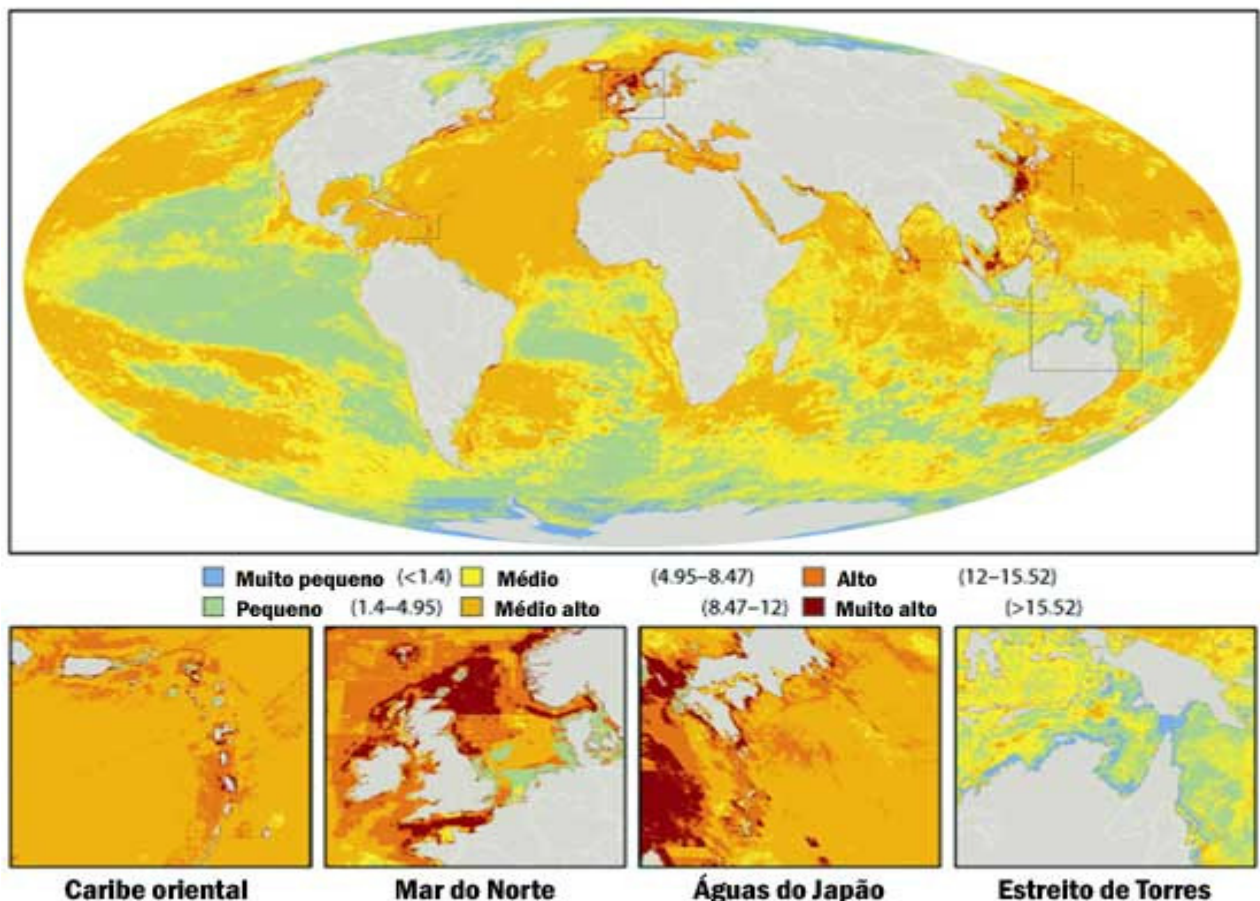 Muito pequeno (<1.4) Médio (4.95–8.47) Alto (12–15.52)
Pequeno (1.4–4.95) Médio alto (8.47–12) Muito alto (>15.52)
Caribe oriental Mar do Norte Águas do Japão Estreito de Torres